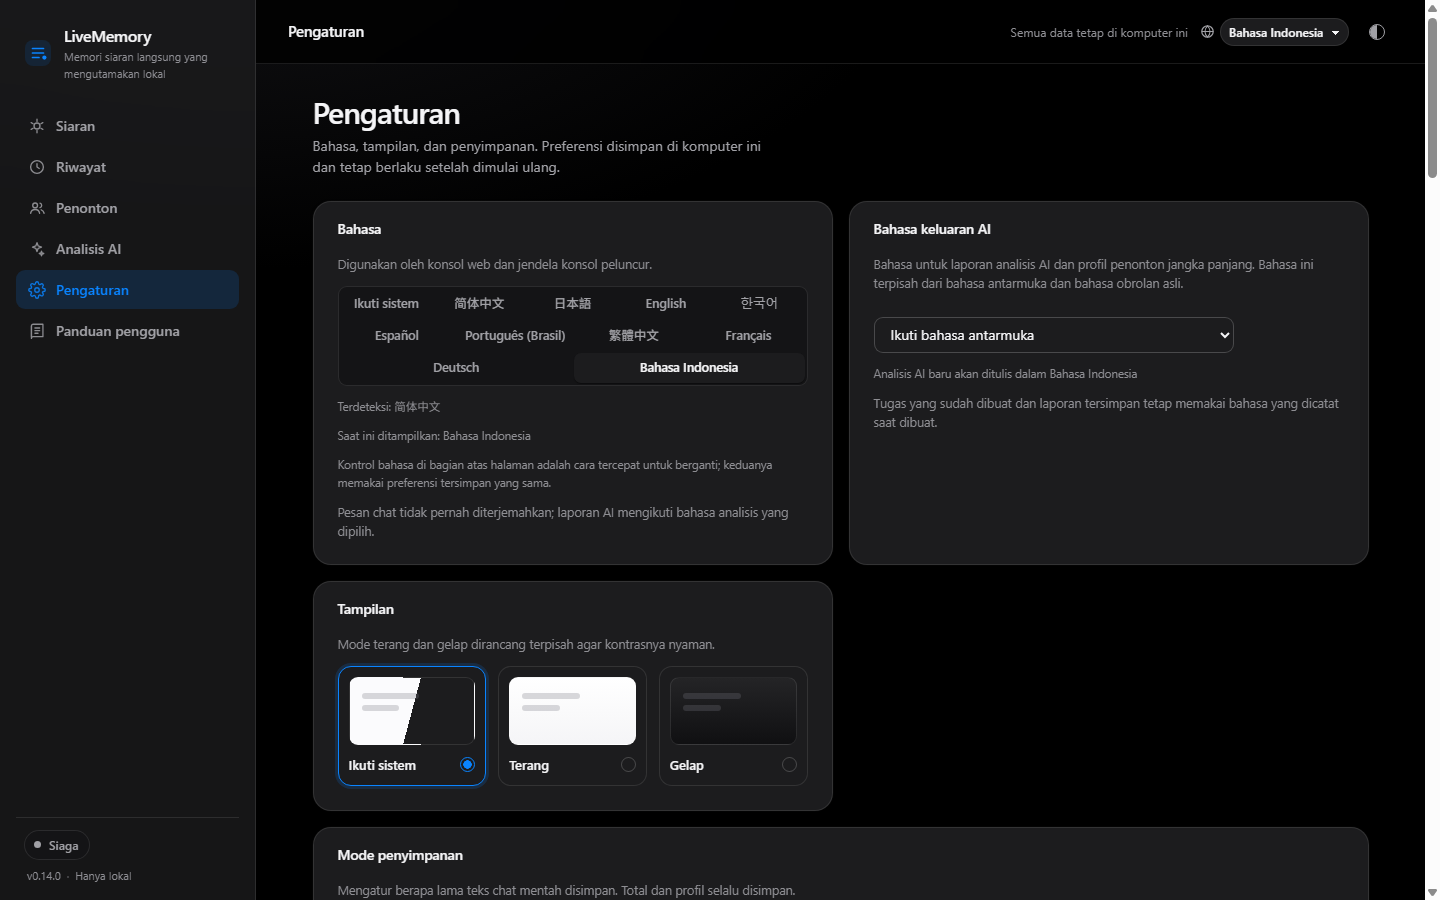 LiveMemory
Memori siaran langsung yang
mengutamakan lokal
Siaran
Riwayat
Penonton
Analisis AI
Pengaturan
Panduan pengguna
Siaga
v0.14.0 · Hanya lokal
Pengaturan
Semua data tetap di komputer ini
Bahasa Indonesia
Pengaturan
Bahasa, tampilan, dan penyimpanan. Preferensi disimpan di komputer ini
dan tetap berlaku setelah dimulai ulang.
Bahasa
Digunakan oleh konsol web dan jendela konsol peluncur.
Ikuti sistem 简体中文 日本語 English 한국어
Español Português (Brasil) 繁體中文 Français
Deutsch Bahasa Indonesia
Terdeteksi: 简体中文
Saat ini ditampilkan: Bahasa Indonesia
Kontrol bahasa di bagian atas halaman adalah cara tercepat untuk berganti; keduanya
memakai preferensi tersimpan yang sama.
Pesan chat tidak pernah diterjemahkan; laporan AI mengikuti bahasa analisis yang
dipilih.
Bahasa keluaran AI
Bahasa untuk laporan analisis AI dan profil penonton jangka panjang. Bahasa ini
terpisah dari bahasa antarmuka dan bahasa obrolan asli.
Ikuti bahasa antarmuka
Analisis AI baru akan ditulis dalam Bahasa Indonesia
Tugas yang sudah dibuat dan laporan tersimpan tetap memakai bahasa yang dicatat
saat dibuat.
Tampilan
Mode terang dan gelap dirancang terpisah agar kontrasnya nyaman.
Ikuti sistem
Terang
Gelap
Mode penyimpanan
Mengatur berapa lama teks chat mentah disimpan. Total dan profil selalu disimpan.